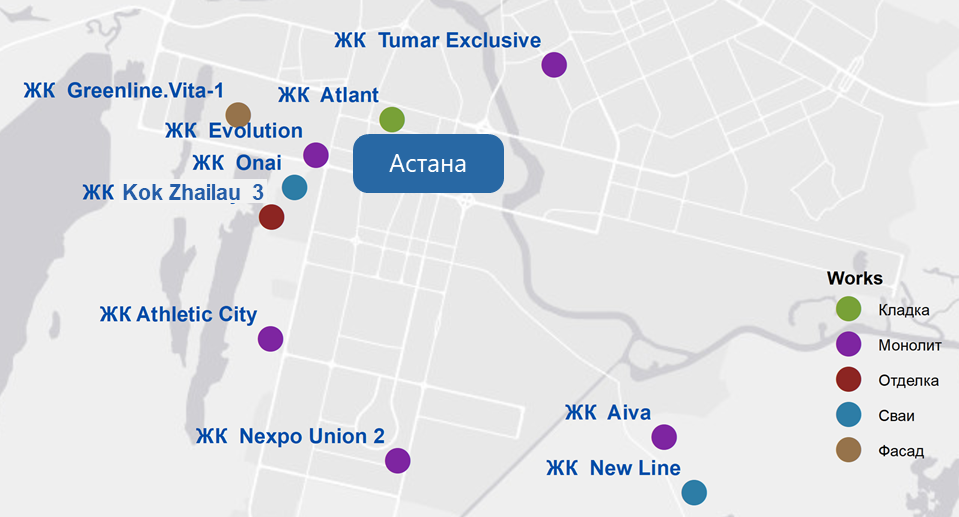 ЖК Tumar Exclusive
ЖК Greenline.Vita-1
ЖК Atlant
ЖК Evolution
Астана
ЖК Onai
ЖК Kok Zhailau 3
ЖК Athletic City
ЖК Nexpo Union 2
ЖК Aiva
ЖК New Line
Works
Кладка
Монолит
Отделка
Сваи
Фасад